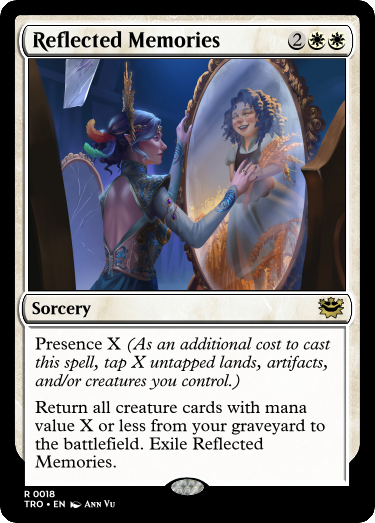 Reflected Memories 2
Sorcery
Presence X (As an additional cost to cast
this spell, tap X untapped lands, artifacts,
and/or creatures you control.)
Return all creature cards with mana
value X or less from your graveyard to
the battlefield. Exile Reflected
Memories.
R 0018
TRO • EN Ann Vu